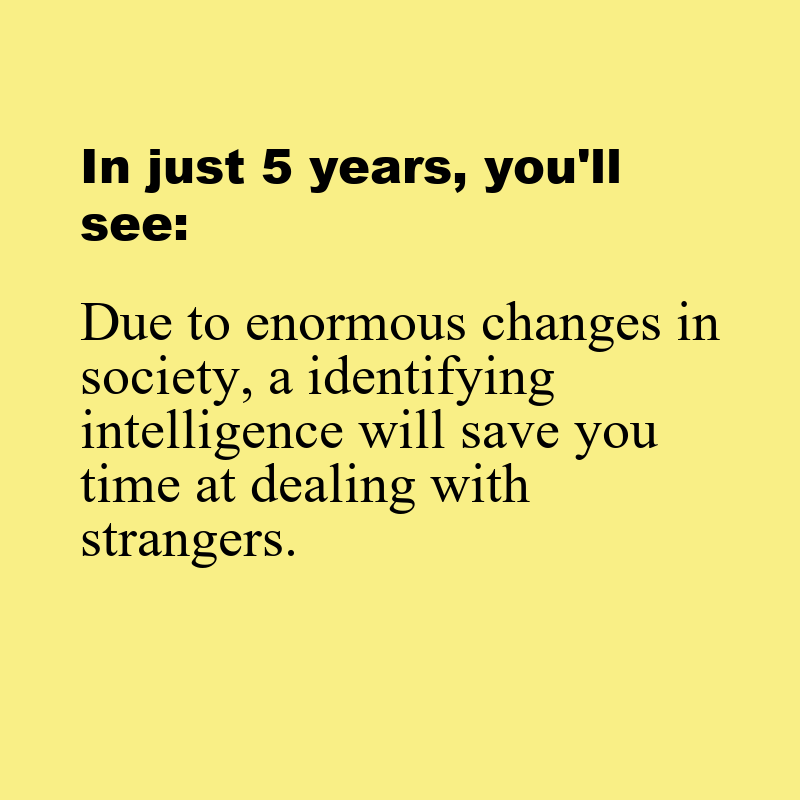 In just 5 years, you'll
see:
Due to enormous changes in
society, a identifying
intelligence will save you
time at dealing with
strangers.